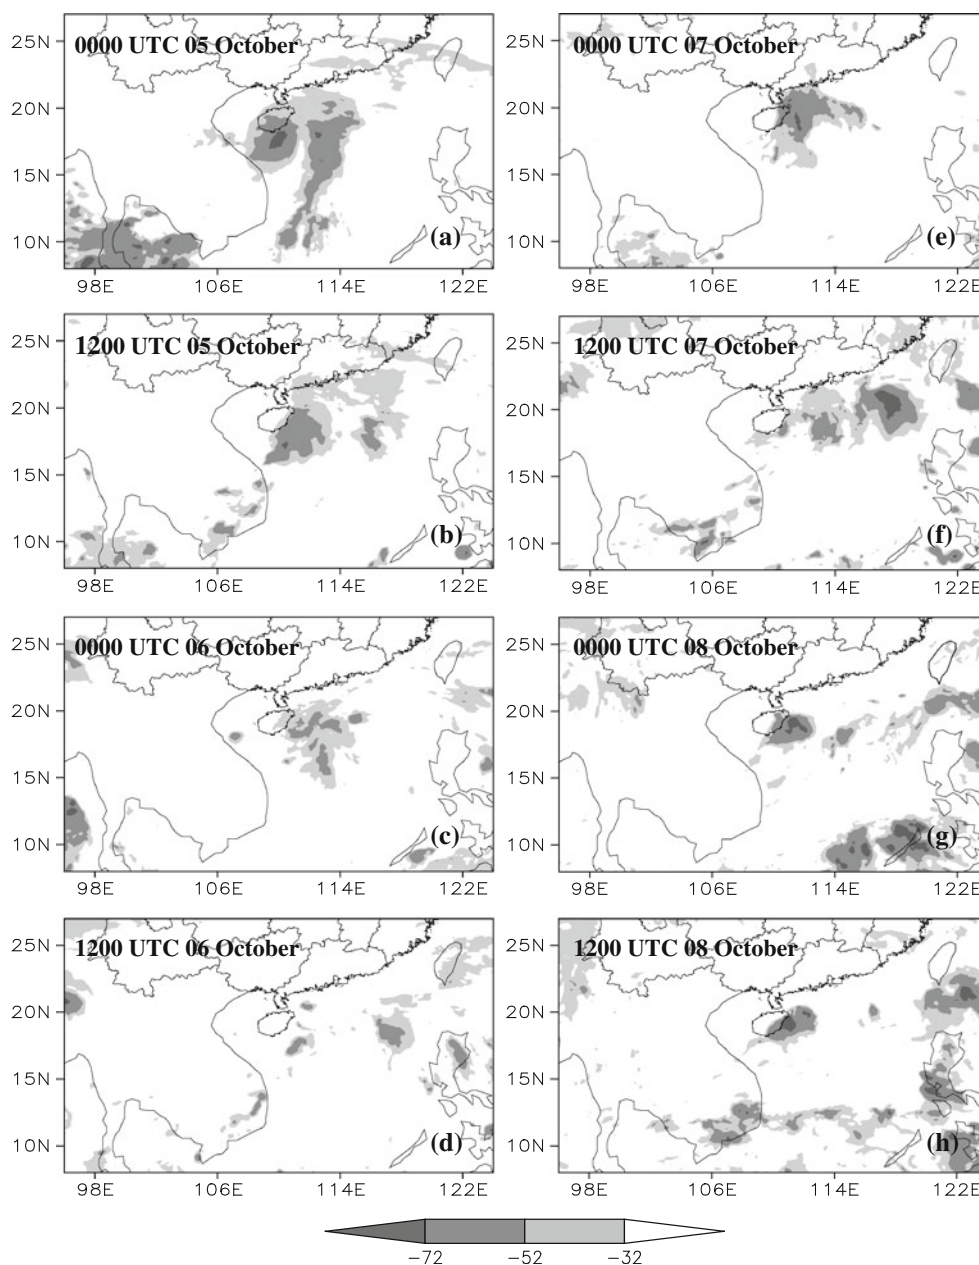 25N
0000 UTC 05 October
20N
15N
10N
(a)
98E 106E 114E 122E
25N
0000 UTC 07 October
20N
15N
10N
(e)
98E 106E 114E 122E
25N
1200 UTC 05 October
20N
15N
10N
(b)
98E 106E 114E 122E
25N
1200 UTC 07 October
20N
15N
10N
(f)
98E 106E 114E 122E
25N
0000 UTC 06 October
20N
15N
10N
(c)
98E 106E 114E 122E
25N
0000 UTC 08 October
20N
15N
10N
(g)
98E 106E 114E 122E
25N
1200 UTC 06 October
20N
15N
10N
(d)
98E 106E 114E 122E
25N
1200 UTC 08 October
20N
15N
10N
(h)
98E 106E 114E 122E
−72 −52 −32